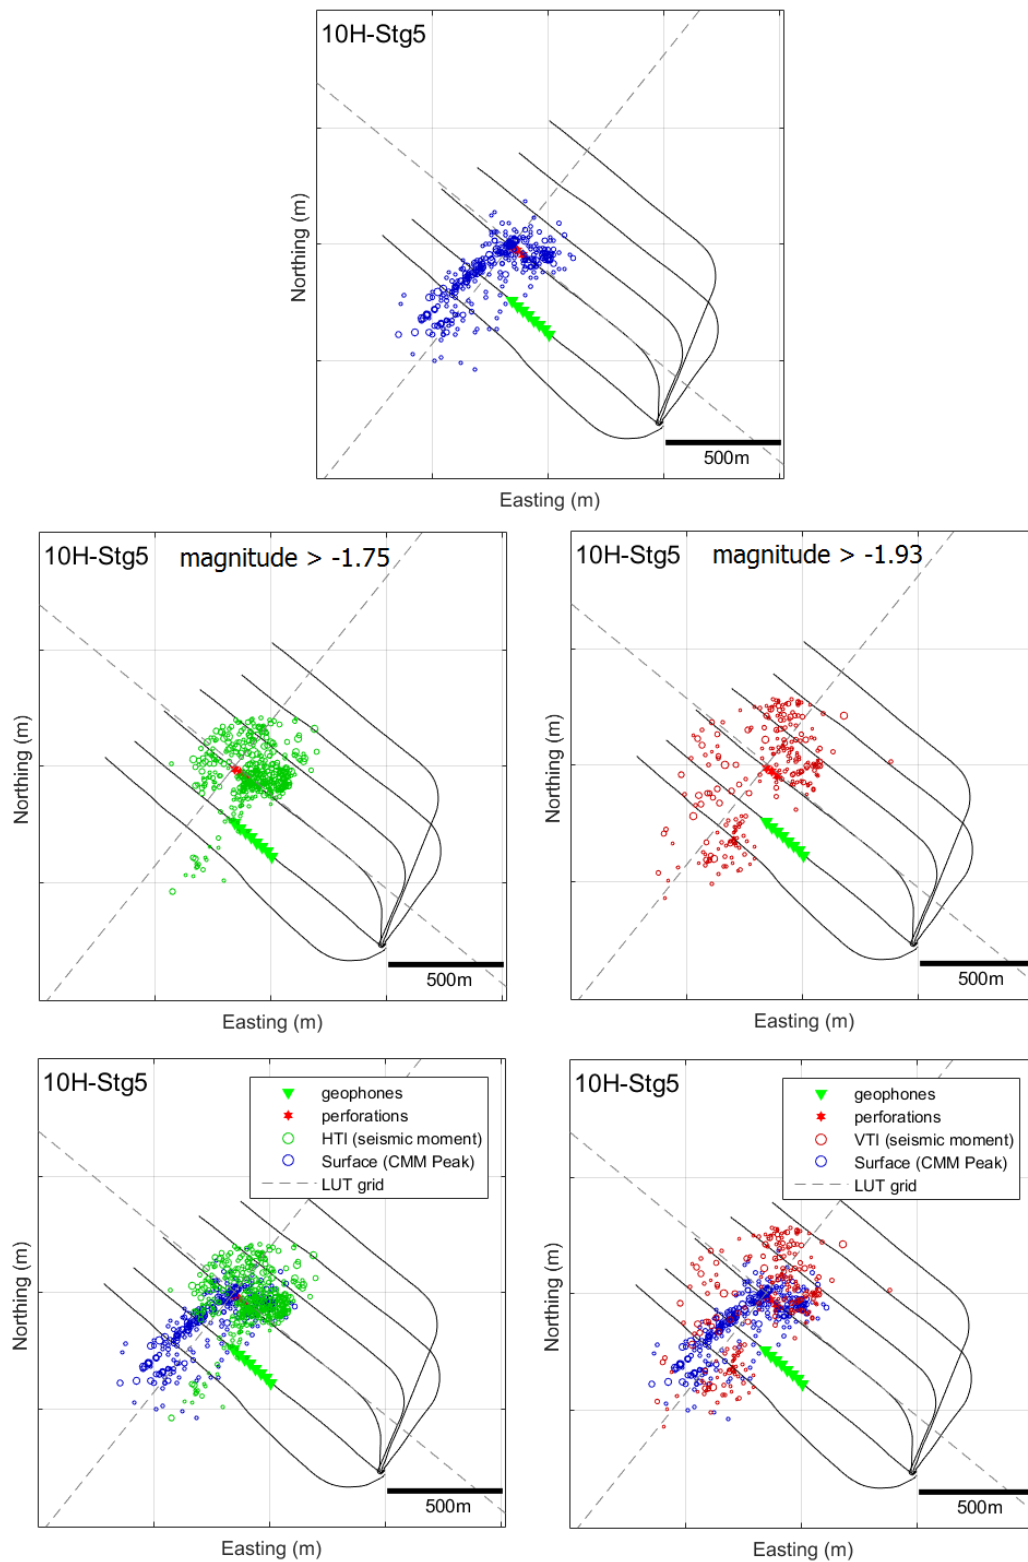 10H-Stg5
Northing (m)
500m
Easting (m)
10H-Stg5
magnitude > -1.75
Northing (m)
500m
Easting (m)
10H-Stg5
magnitude > -1.93
Northing (m)
500m
Easting (m)
10H-Stg5
geophones
perforations
HTI (seismic moment)
Surface (CMM Peak)
LUT grid
Northing (m)
500m
Easting (m)
10H-Stg5
geophones
perforations
VTI (seismic moment)
Surface (CMM Peak)
LUT grid
Northing (m)
500m
Easting (m)